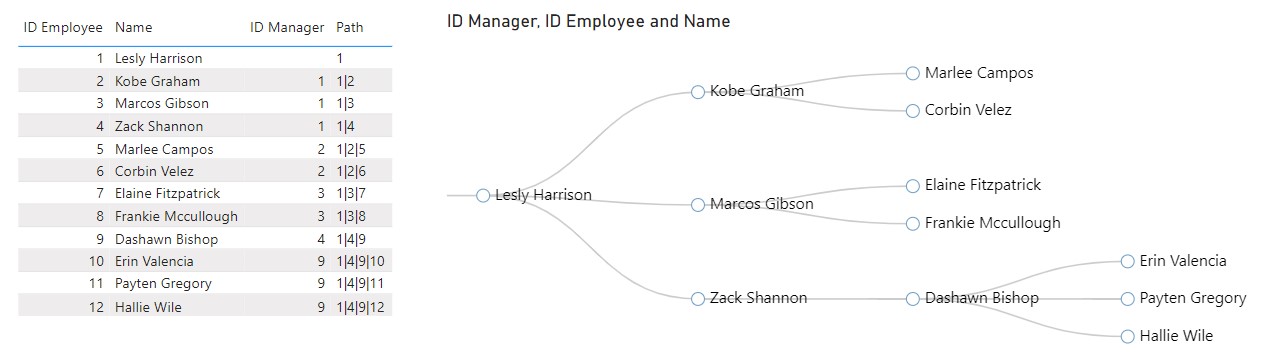 ID Employee Name ID Manager Path
1 Lesly Harrison 1
2 Kobe Graham 1 1|2
3 Marcos Gibson 1 1|3
4 Zack Shannon 1 1|4
5 Marlee Campos 2 1|2|5
6 Corbin Velez 2 1|2|6
7 Elaine Fitzpatrick 3 1|3|7
8 Frankie Mccullough 3 1|3|8
9 Dashawn Bishop 4 1|4|9
10 Erin Valencia 9 1|4|9|10
11 Payten Gregory 9 1|4|9|11
12 Hallie Wile 9 1|4|9|12
ID Manager, ID Employee and Name
Marlee Campos
Kobe Graham
Corbin Velez
Elaine Fitzpatrick
Lesly Harrison
Marcos Gibson
Frankie Mccullough
Erin Valencia
Zack Shannon Dashawn Bishop Payten Gregory
Hallie Wile